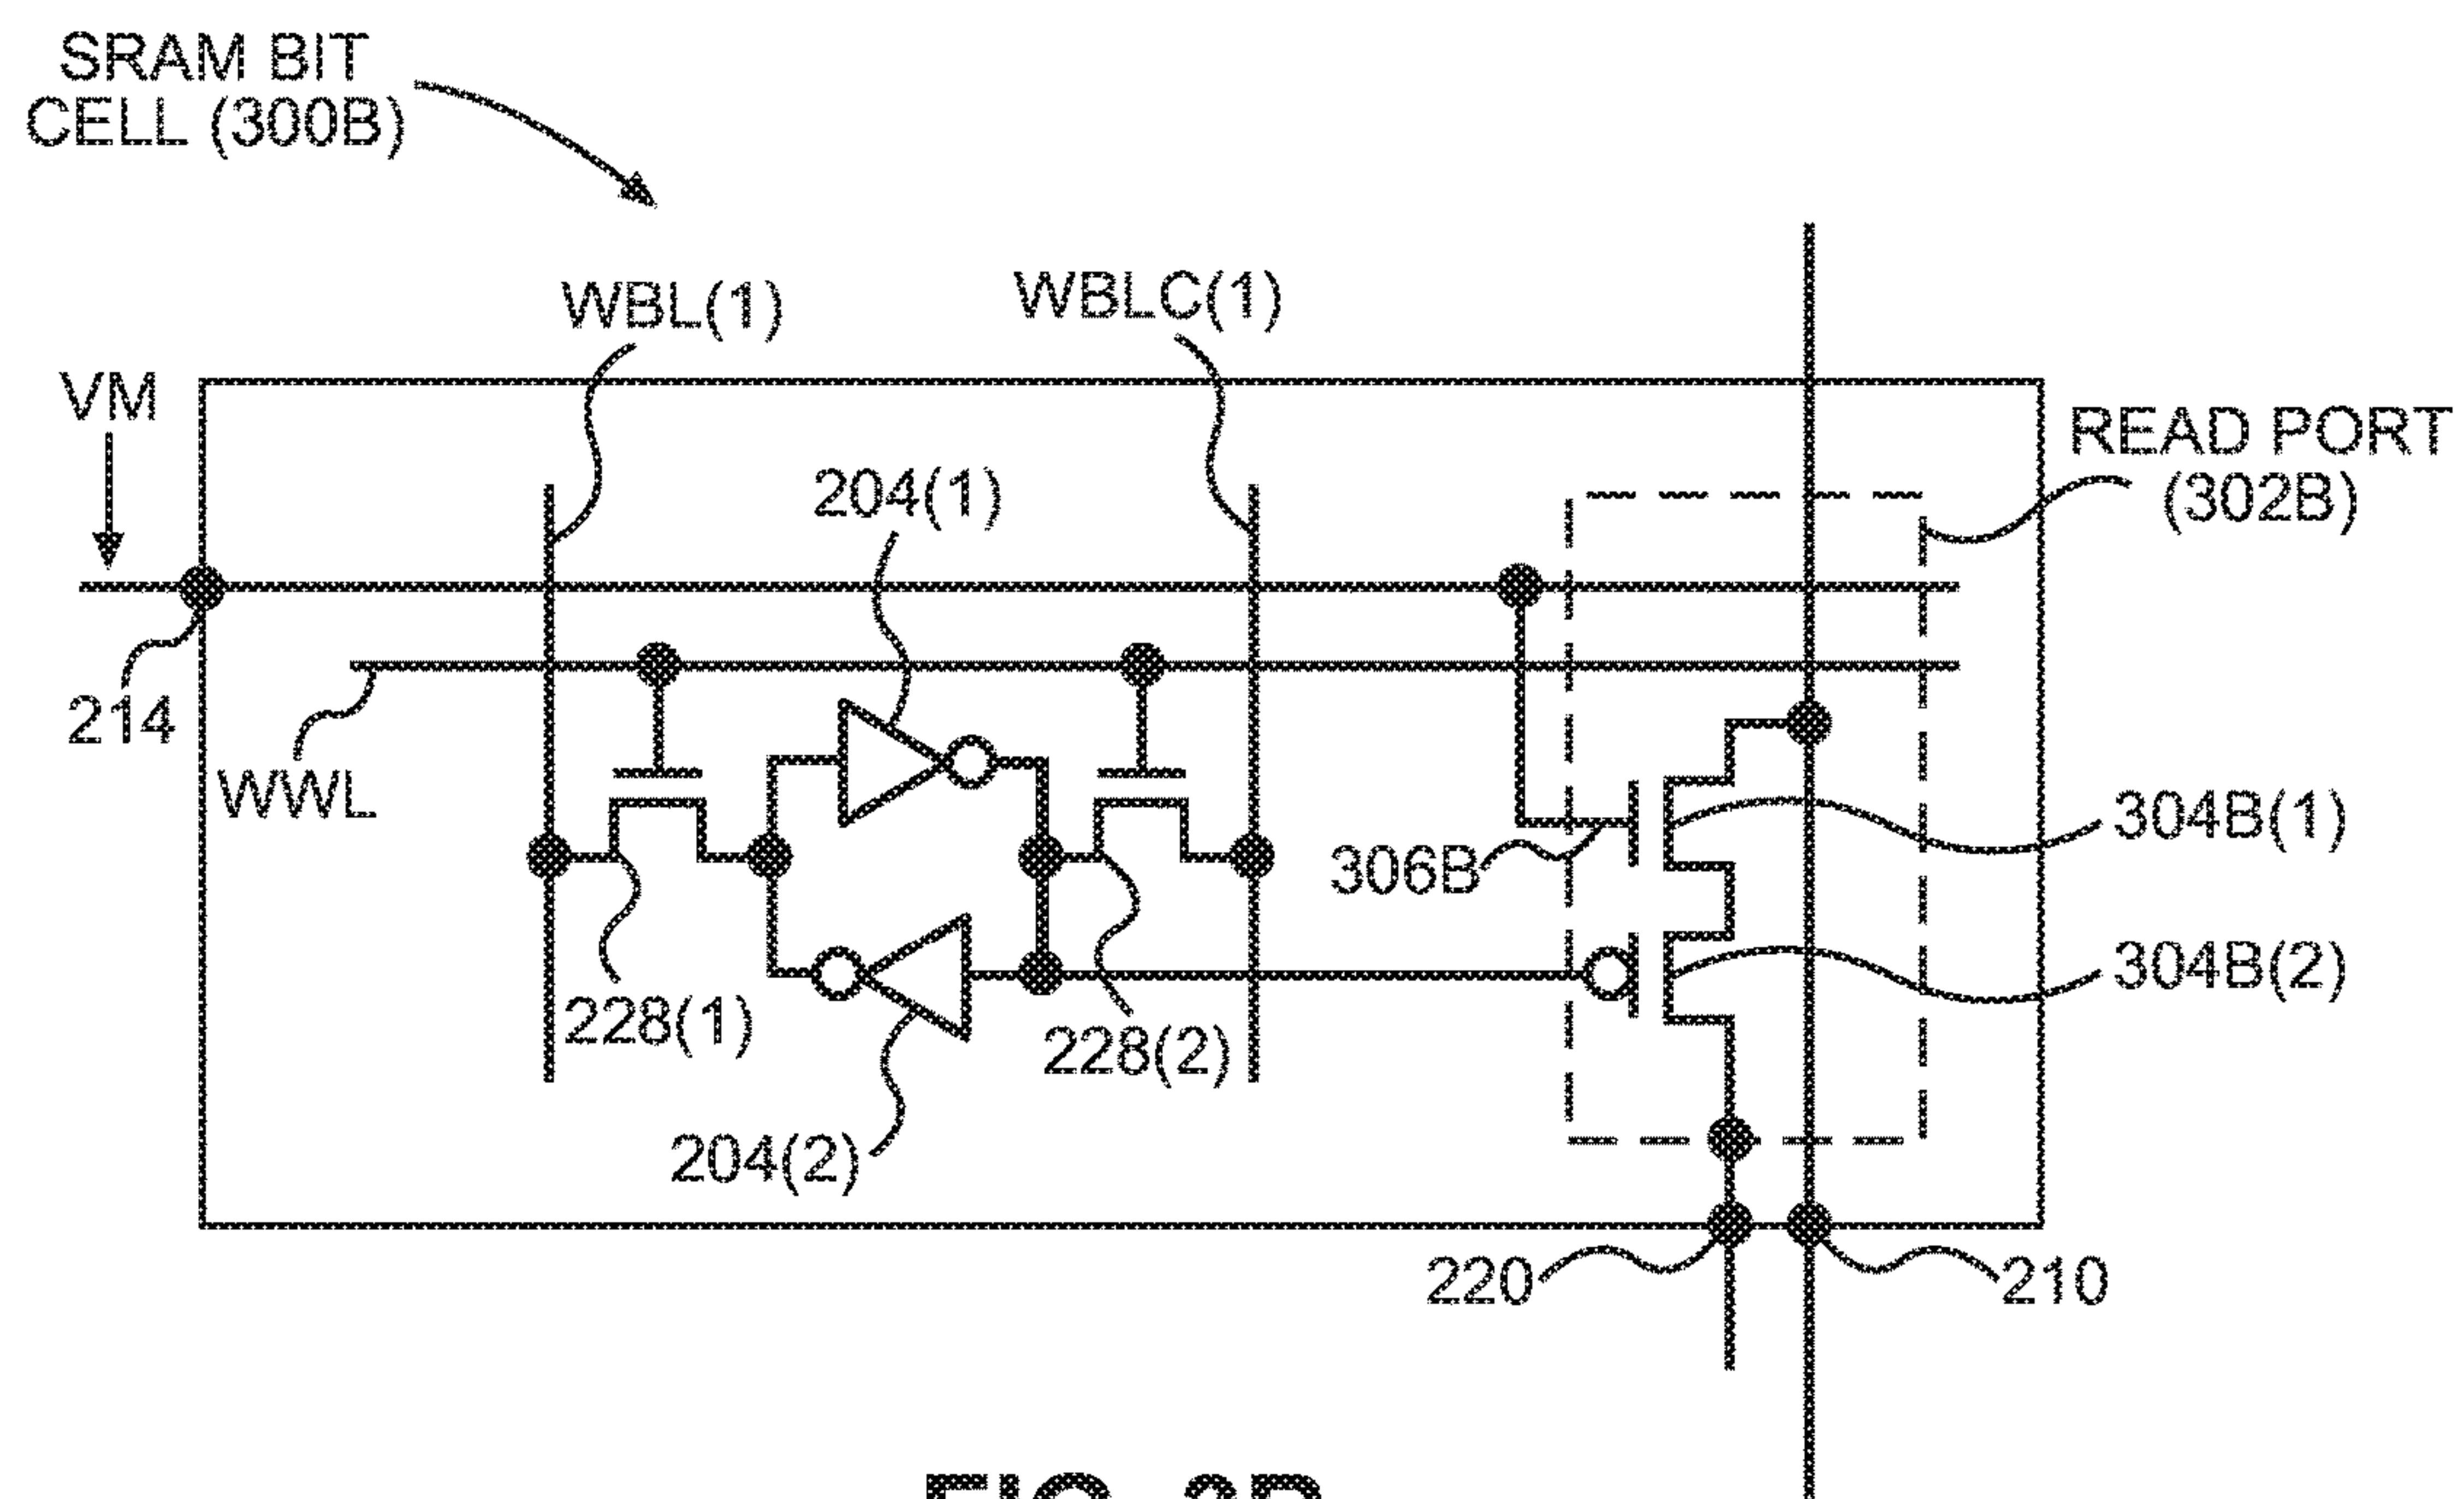 SRAM BIT
CELL (300B)
WBL(1)
WBLC(1)
VM
READ PORT
(302B)
204(1)
214
WWL
304B(1)
306B
304B(2)
228(1)
228(2)
204(2)
220
210